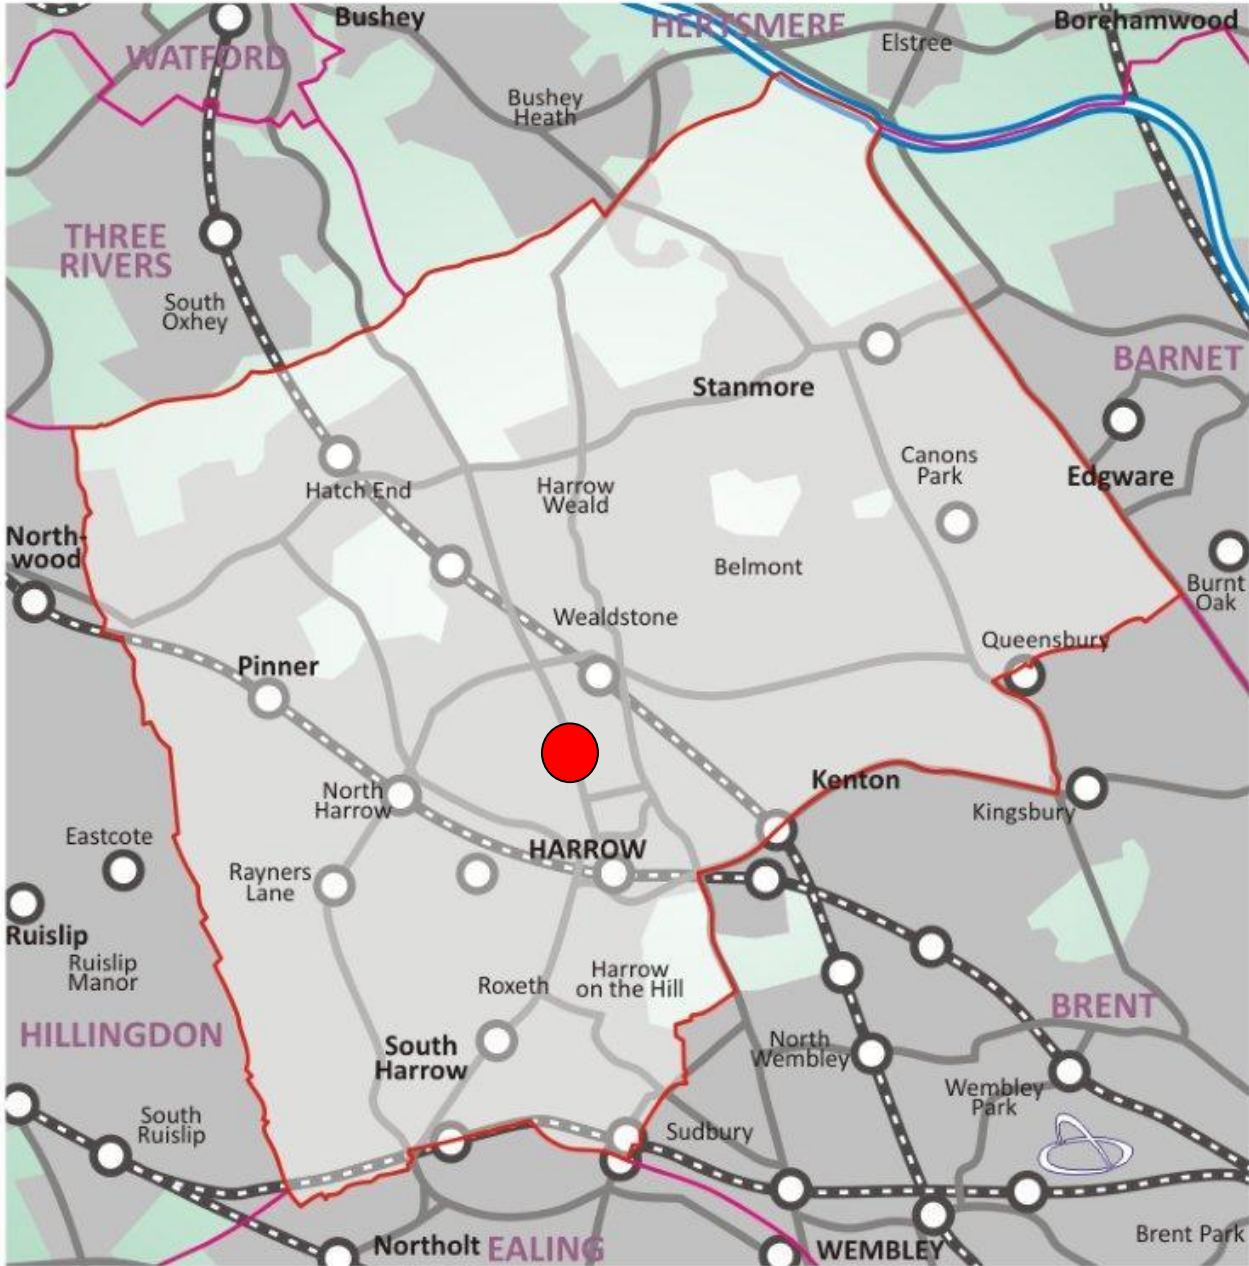 Bushey
HERTSMERE
Borehamwood
Elstree
WATFORD
Bushey
Heath
THREE
RIVERS
South
Oxhey
BARNET
Stanmore
Canons
Park
Edgware
Hatch End
Harrow
Weald
North-
wood
Belmont
Burnt
Oak
Wealdstone
Queensbury
Pinner
Kenton
North
Harrow
Kingsbury
Eastcote
HARROW
Rayners
Lane
Ruislip
Ruislip
Manor
Roxeth
Harrow
on the Hill
HILLINGDON
BRENT
South
Harrow
North
Wembley
Wembley
Park
South
Ruislip
Sudbury
Northolt
EALING
WEMBLEY
Brent Park